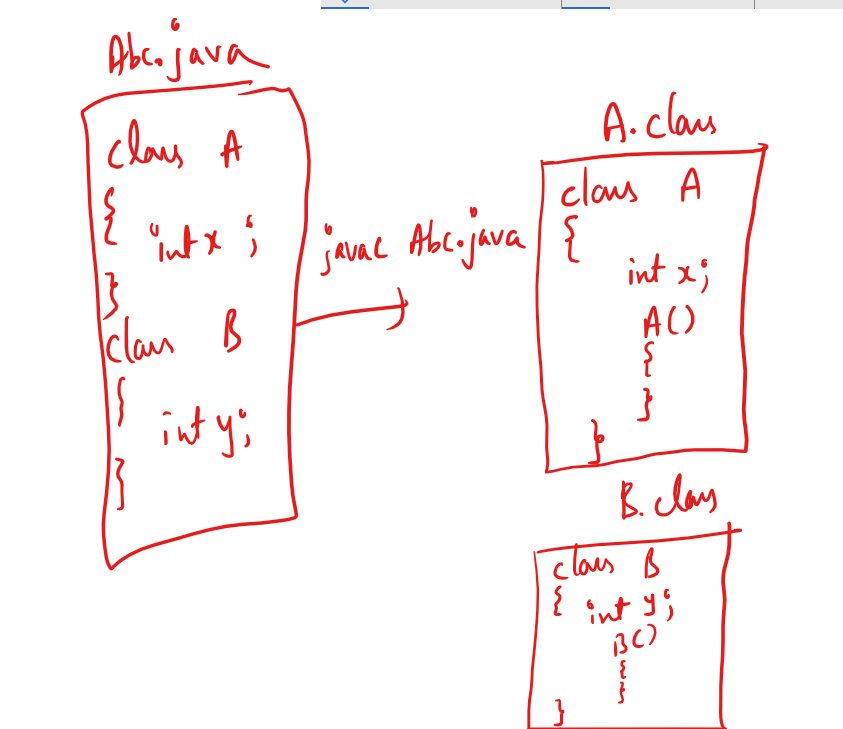 Abc.java
class A
{
int x ;
}
class B
{
int y;
}
javac Abc.java
A.class
class A
{
int x;
A()
{
}
}
B.class
class B
{ int y;
B()
{
}
}